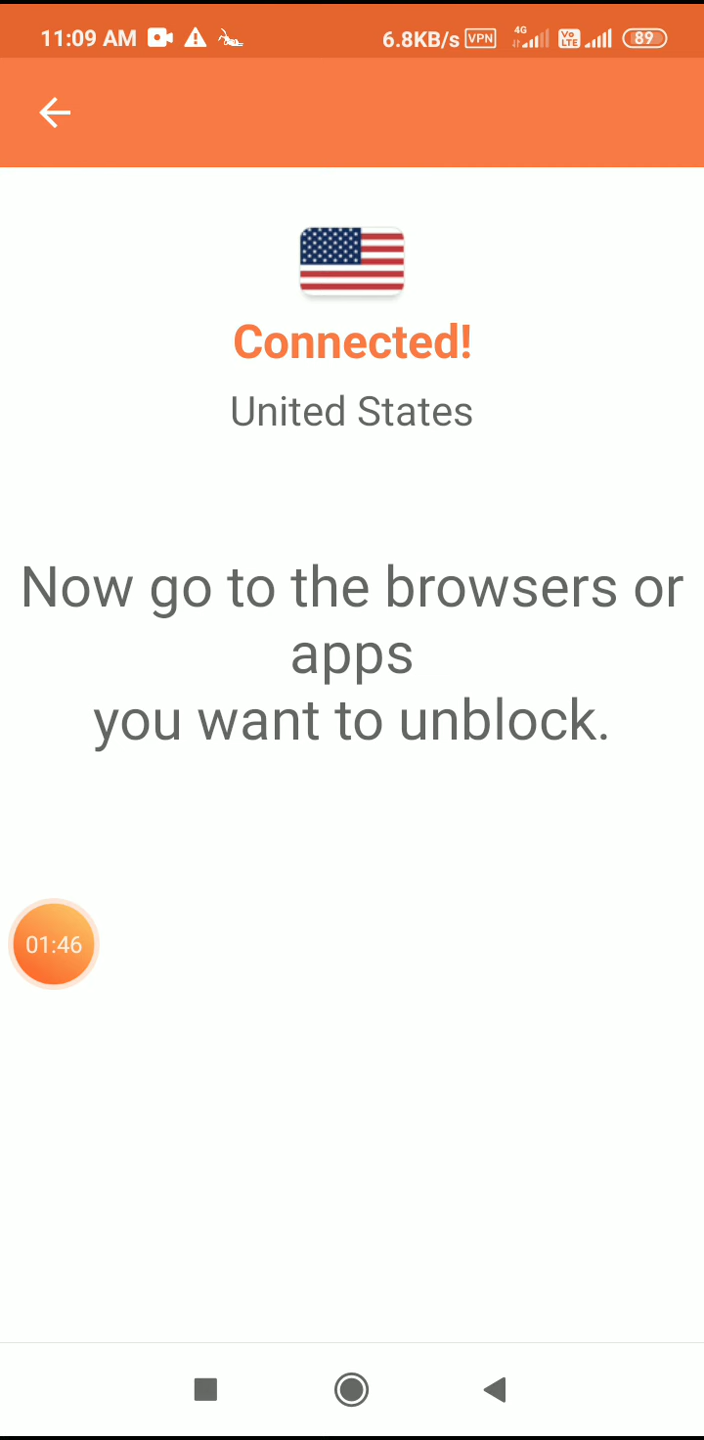 11:09 AM 6.8KB/s VPN 4G Vo LTE 89
Connected!
United States
Now go to the browsers or
apps
you want to unblock.
01:46